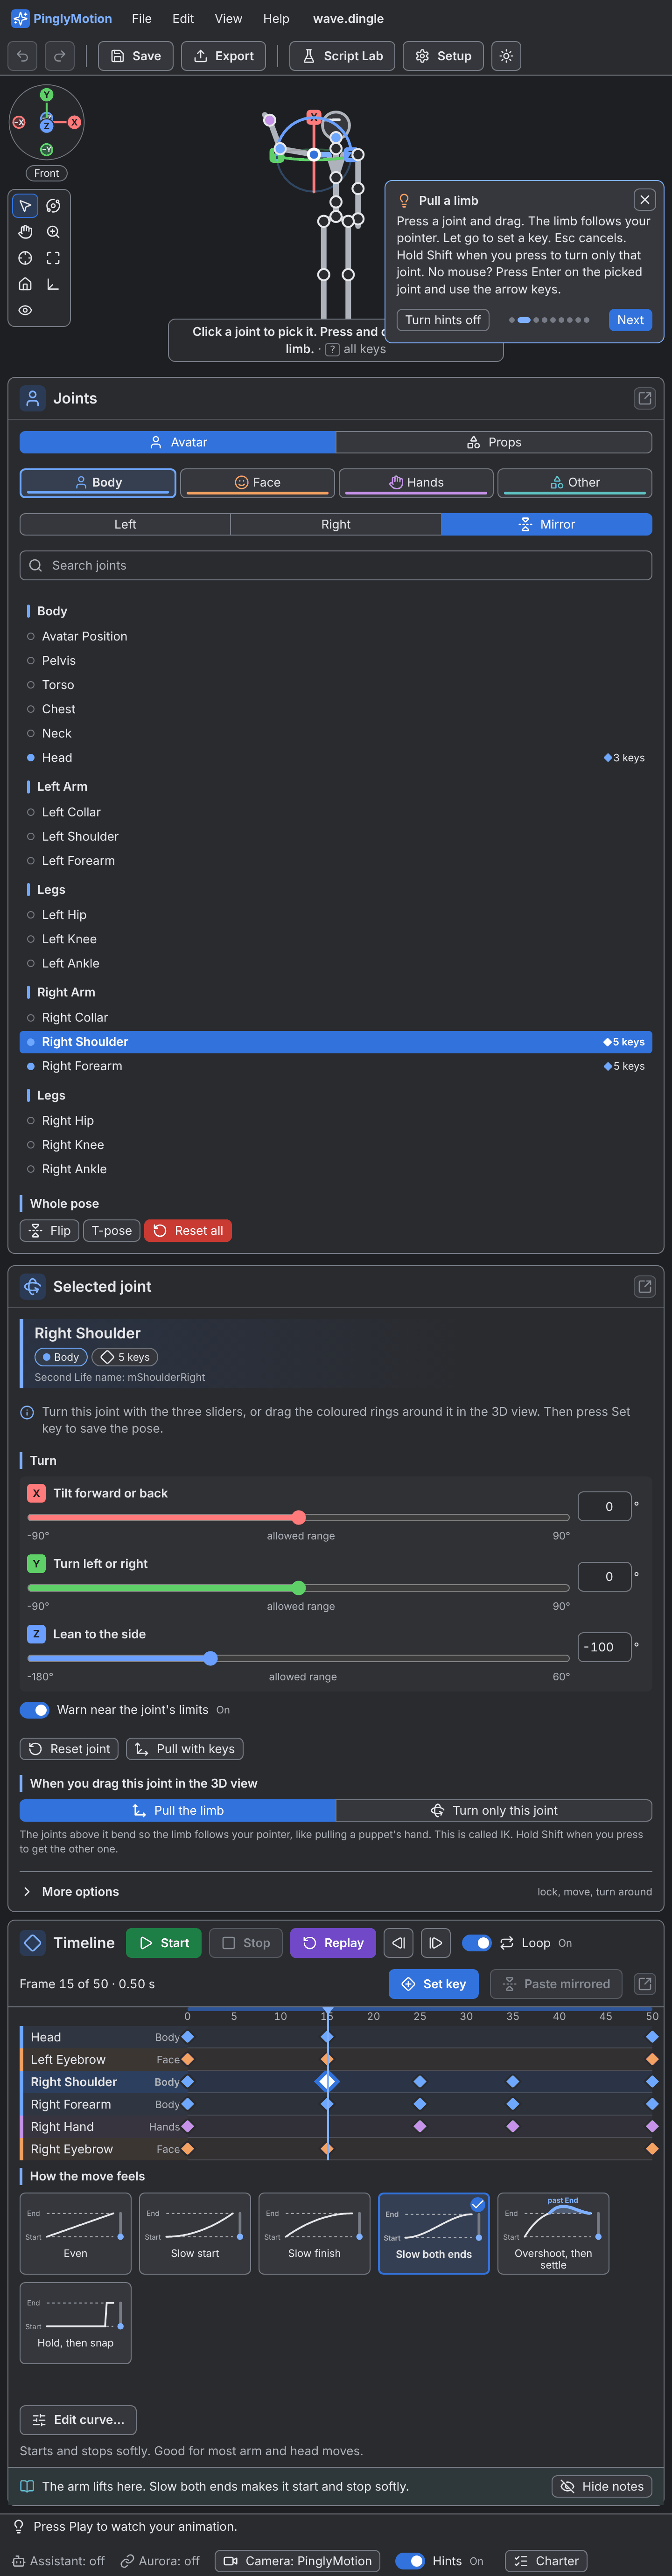 PinglyMotion File Edit View Help wave.dingle
Save Export Script Lab Setup
Y
-X Z X
-Y
Front
Pull a limb
Press a joint and drag. The limb follows your
pointer. Let go to set a key. Esc cancels.
Hold Shift when you press to turn only that
joint. No mouse? Press Enter on the picked
joint and use the arrow keys.
Turn hints off Next
Click a joint to pick it. Press and
limb. · ? all keys
Joints
Avatar Props
Body Face Hands Other
Left Right Mirror
Search joints
Body
Avatar Position
Pelvis
Torso
Chest
Neck
Head 3 keys
Left Arm
Left Collar
Left Shoulder
Left Forearm
Legs
Left Hip
Left Knee
Left Ankle
Right Arm
Right Collar
Right Shoulder 5 keys
Right Forearm 5 keys
Legs
Right Hip
Right Knee
Right Ankle
Whole pose
Flip T-pose Reset all
Selected joint
Right Shoulder
Body 5 keys
Second Life name: mShoulderRight
Turn this joint with the three sliders, or drag the coloured rings around it in the 3D view. Then press Set
key to save the pose.
Turn
X Tilt forward or back 0 °
-90° allowed range 90°
Y Turn left or right 0 °
-90° allowed range 90°
Z Lean to the side -100 °
-180° allowed range 60°
Warn near the joint's limits On
Reset joint Pull with keys
When you drag this joint in the 3D view
Pull the limb Turn only this joint
The joints above it bend so the limb follows your pointer, like pulling a puppet's hand. This is called IK. Hold Shift when you press
to get the other one.
More options lock, move, turn around
Timeline Start Stop Replay Loop On
Frame 15 of 50 · 0.50 s Set key Paste mirrored
0 5 10 15 20 25 30 35 40 45 50
Head Body
Left Eyebrow Face
Right Shoulder Body
Right Forearm Body
Right Hand Hands
Right Eyebrow Face
How the move feels
End Start Even
End Start Slow start
End Start Slow finish
End Start Slow both ends
past End End Start Overshoot, then
settle
End Start Hold, then snap
Edit curve...
Starts and stops softly. Good for most arm and head moves.
The arm lifts here. Slow both ends makes it start and stop softly. Hide notes
Press Play to watch your animation.
Assistant: off Aurora: off Camera: PinglyMotion Hints On Charter